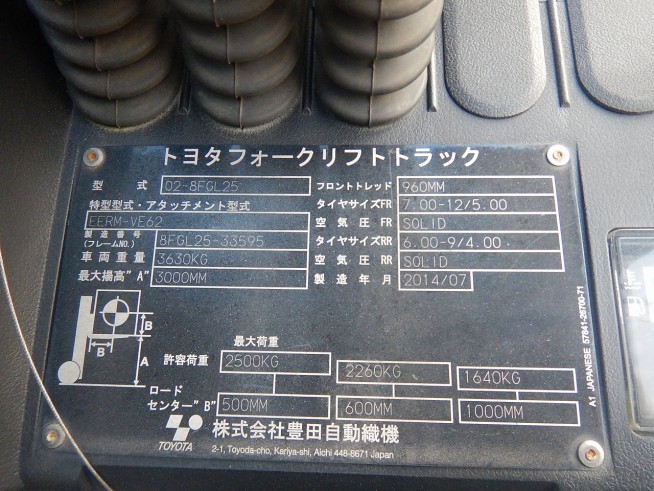 トヨタフォークリフトトラック
型 式 02-8FGL25 フロントトレッド 960MM
特型型式・アタッチメント型式 タイヤサイズFR 7.00-12/5.00
EERM-VE62 空 気 圧 FR SOLID
製造番号 (フレームNO.) 8FGL25-33595 タイヤサイズRR 6.00-9/4.00
車両重量 3630KG 空 気 圧 RR SOLID
最大揚高"A" 3000MM 製 造 年 月 2014/07
B
B
A
最大荷重
許容荷重 2500KG 2260KG 1640KG
ロード
センター"B" 500MM 600MM 1000MM
TOYOTA 株式会社豊田自動織機
2-1, Toyoda-cho, Kariya-shi, Aichi 448-8671 Japan
A1 JAPANESE 57841-26700-71